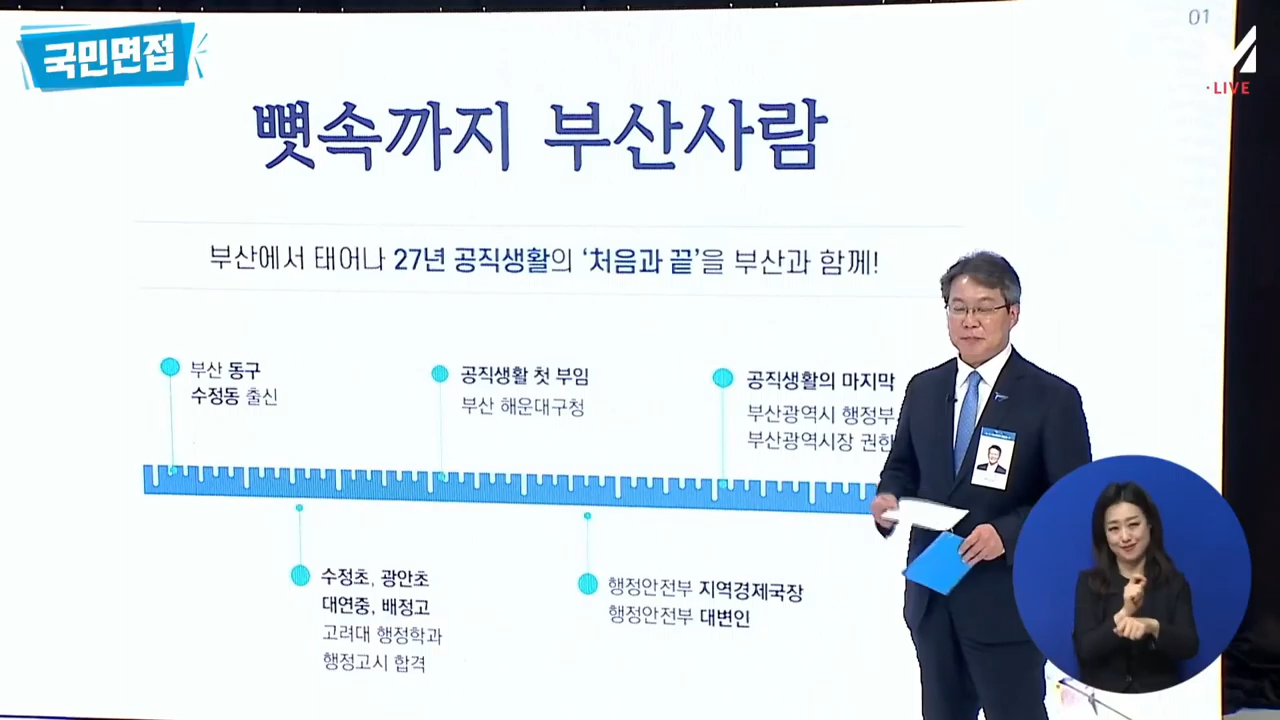 국민면접
01
LIVE
뼛속까지 부산사람
부산에서 태어나 27년 공직생활의 '처음과 끝'을 부산과 함께!
부산 동구
수정동 출신
공직생활 첫 부임
부산 해운대구청
공직생활의 마지막
부산광역시 행정부
부산광역시장 권한
수정초, 광안초
대연중, 배정고
고려대 행정학과
행정고시 합격
행정안전부 지역경제국장
행정안전부 대변인